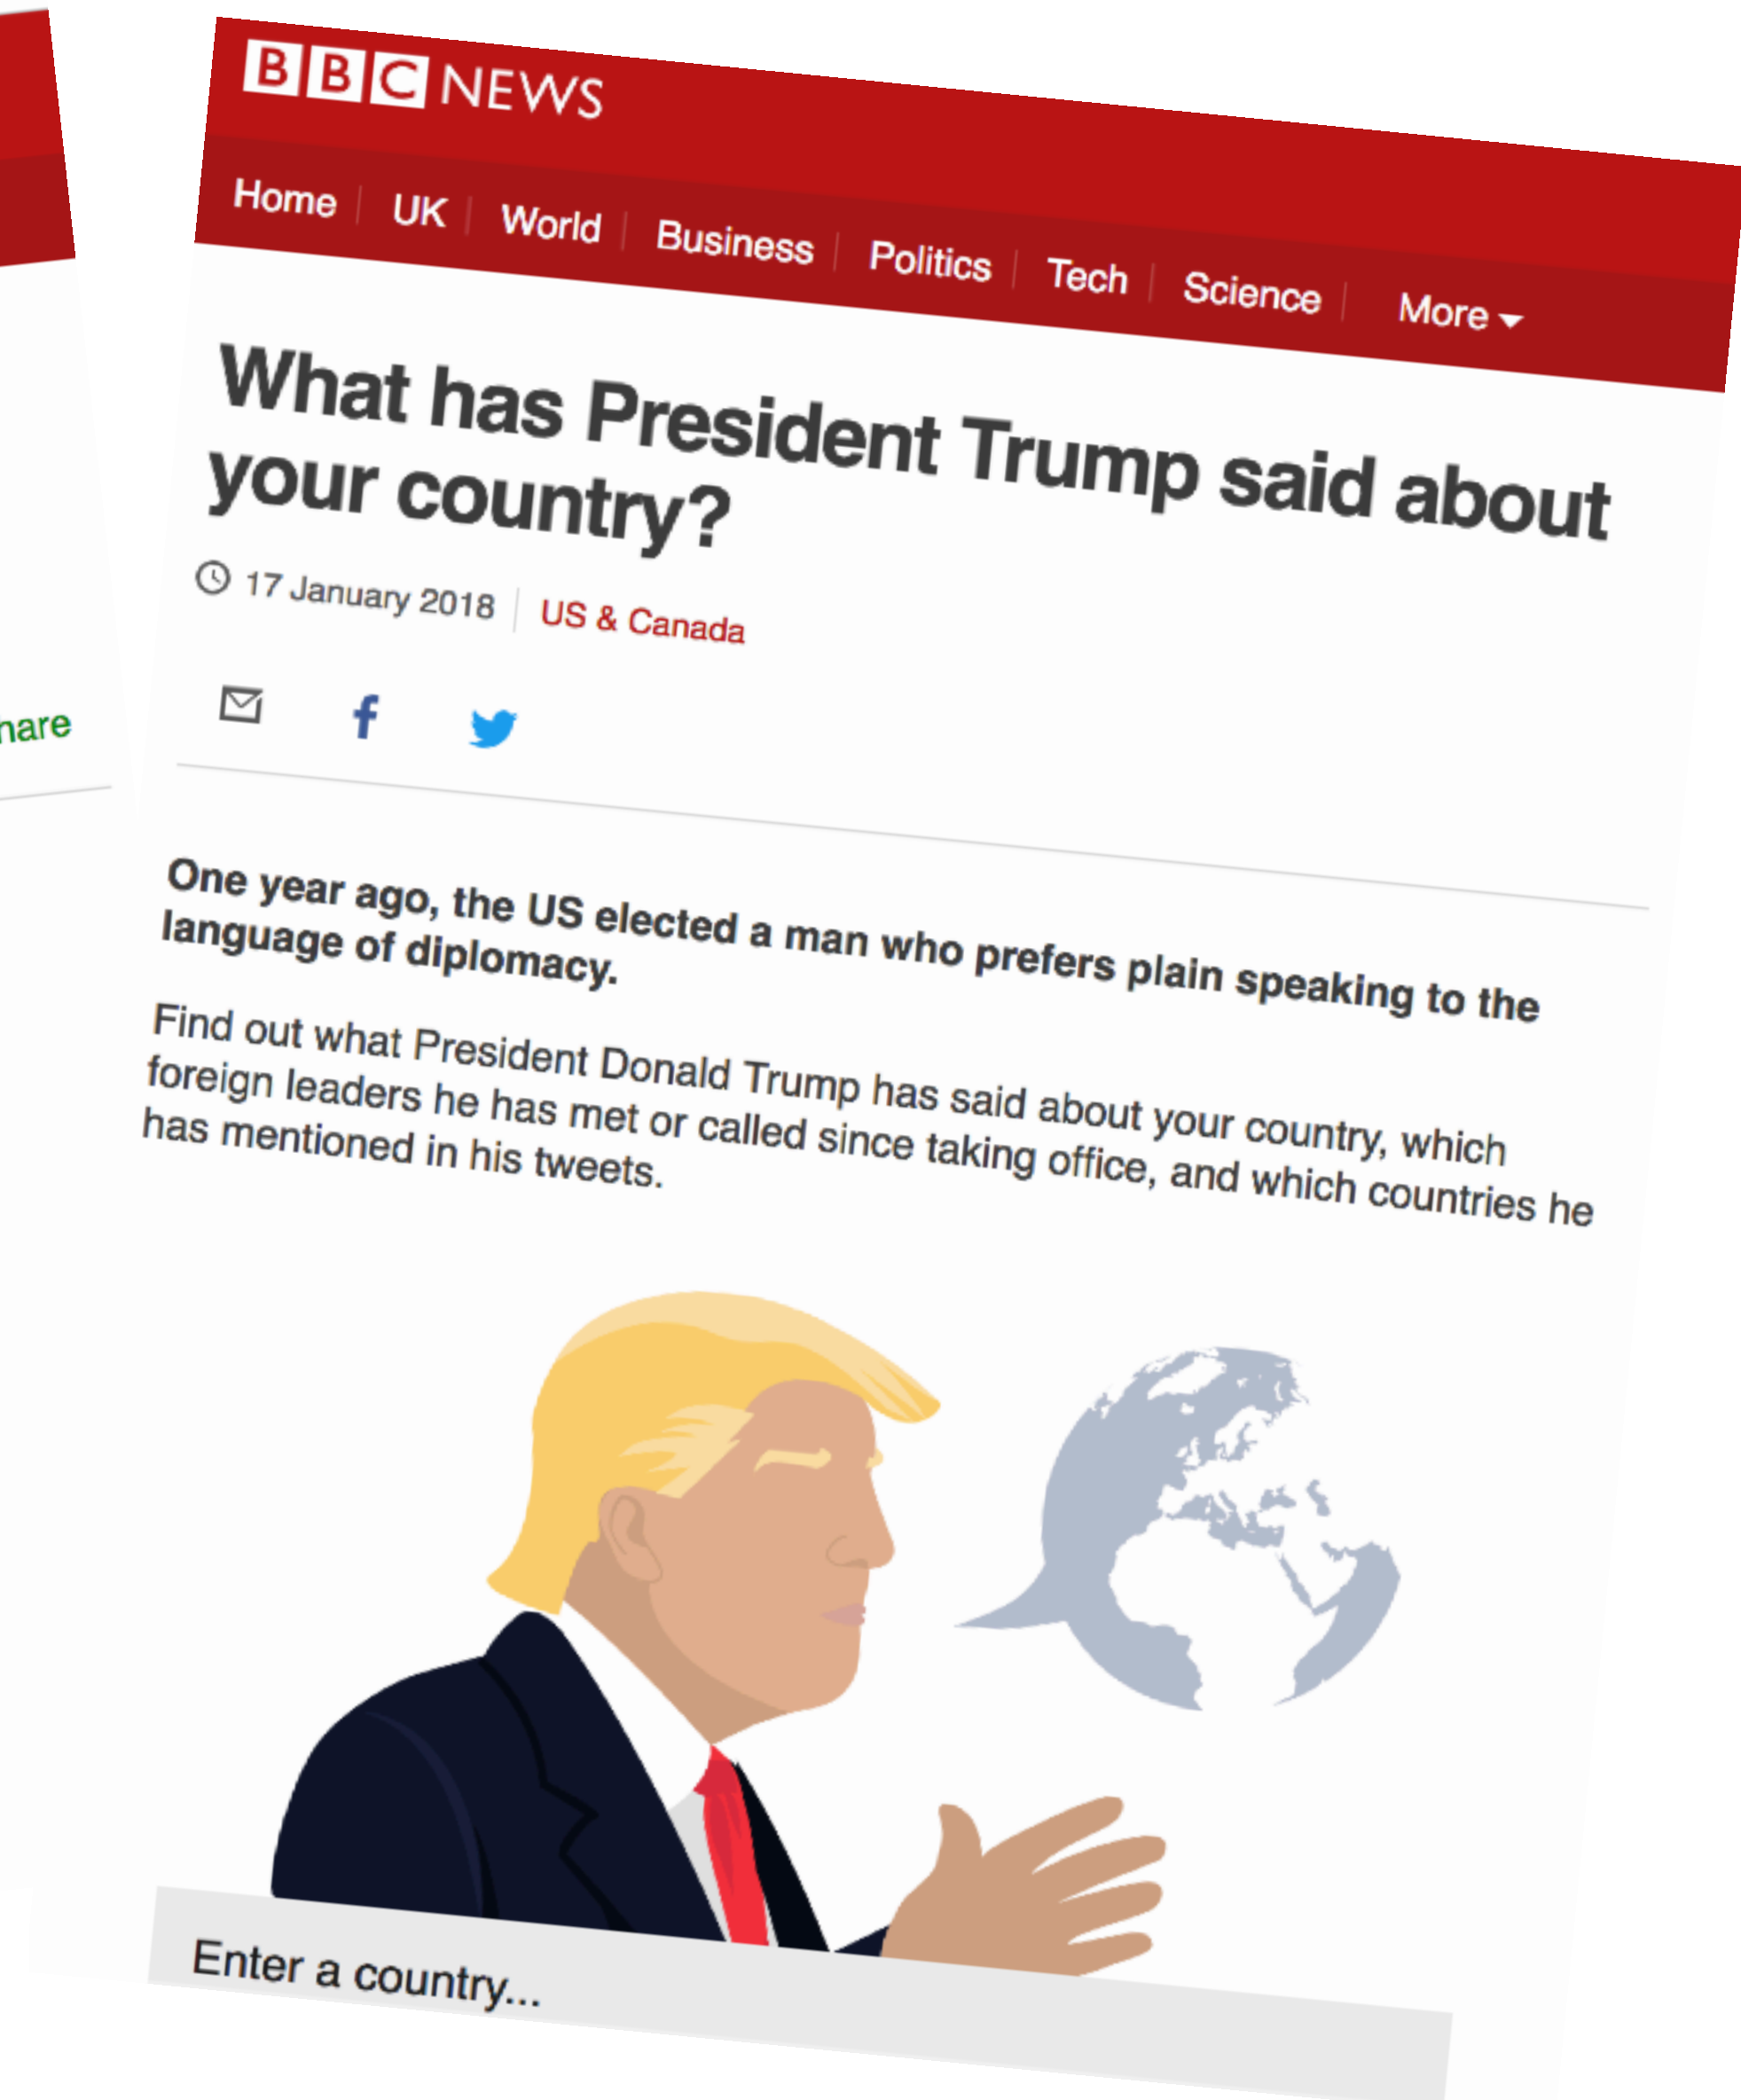 BBC NEWS
Home UK World Business Politics Tech Science More
What has President Trump said about
your country?
17 January 2018 US & Canada
One year ago, the US elected a man who prefers plain speaking to the
language of diplomacy.
Find out what President Donald Trump has said about your country, which
foreign leaders he has met or called since taking office, and which countries he
has mentioned in his tweets.
Enter a country...